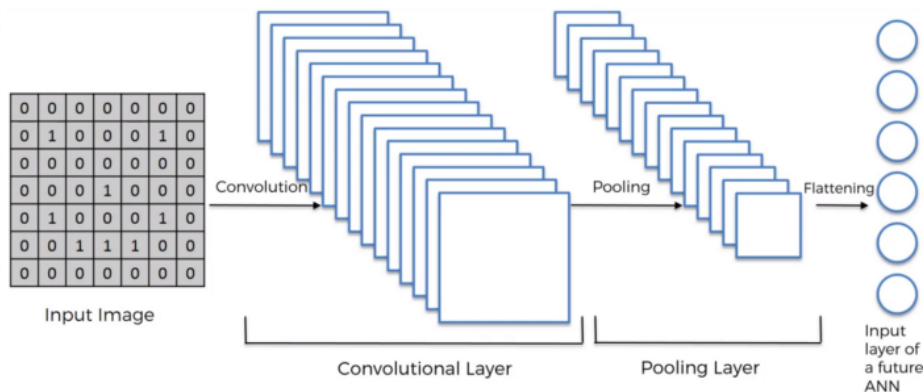 0 0 0 0 0 0 0
0 1 0 0 0 1 0
0 0 0 0 0 0 0
0 0 0 1 0 0 0
0 1 0 0 0 1 0
0 0 1 1 1 0 0
0 0 0 0 0 0 0
Input Image
Convolution
Convolutional Layer
Pooling
Pooling Layer
Flattening
Input
layer of
a future
ANN